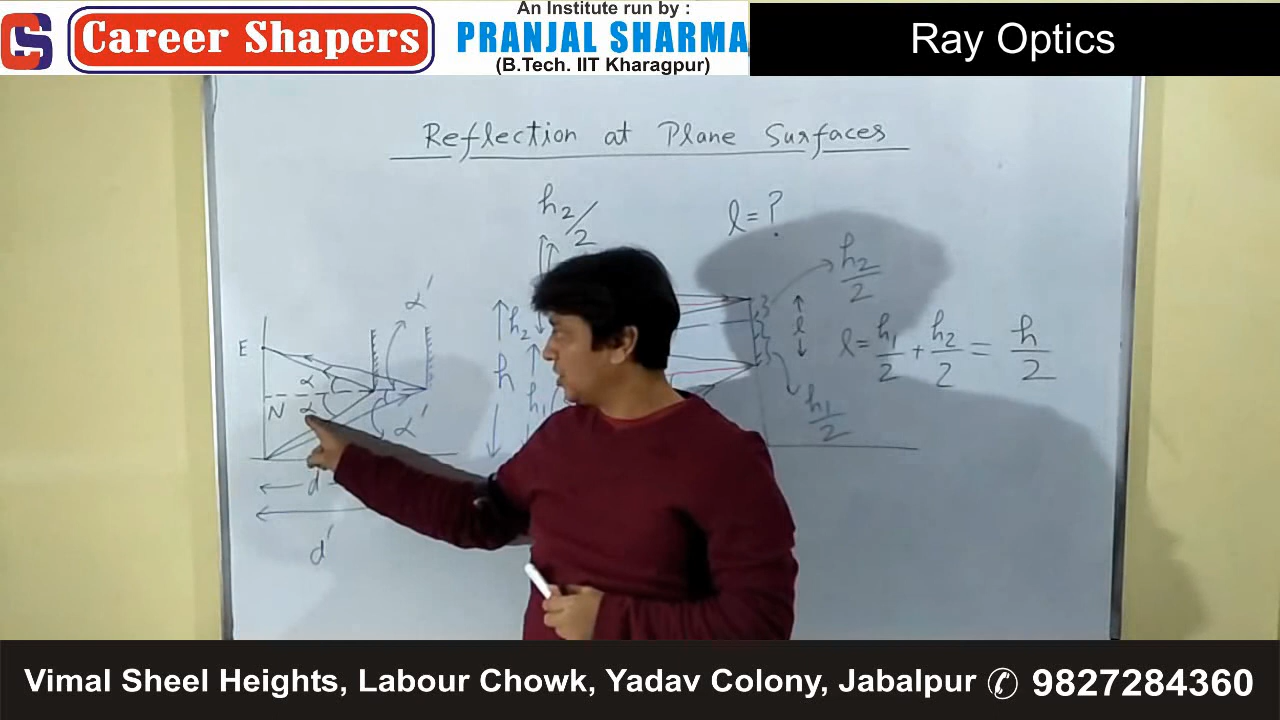 CS
Career Shapers
An Institute run by :
PRANJAL SHARMA
(B.Tech. IIT Kharagpur)
Ray Optics
Reflection at Plane Surfaces
h₂/2
l = ?
h₂/2
α'
h₂
h
h₁
l
l = h₁/2 + h₂/2 = h/2
E
α
N
α
α'
h₁/2
d
d'
Vimal Sheel Heights, Labour Chowk, Yadav Colony, Jabalpur ✆ 9827284360